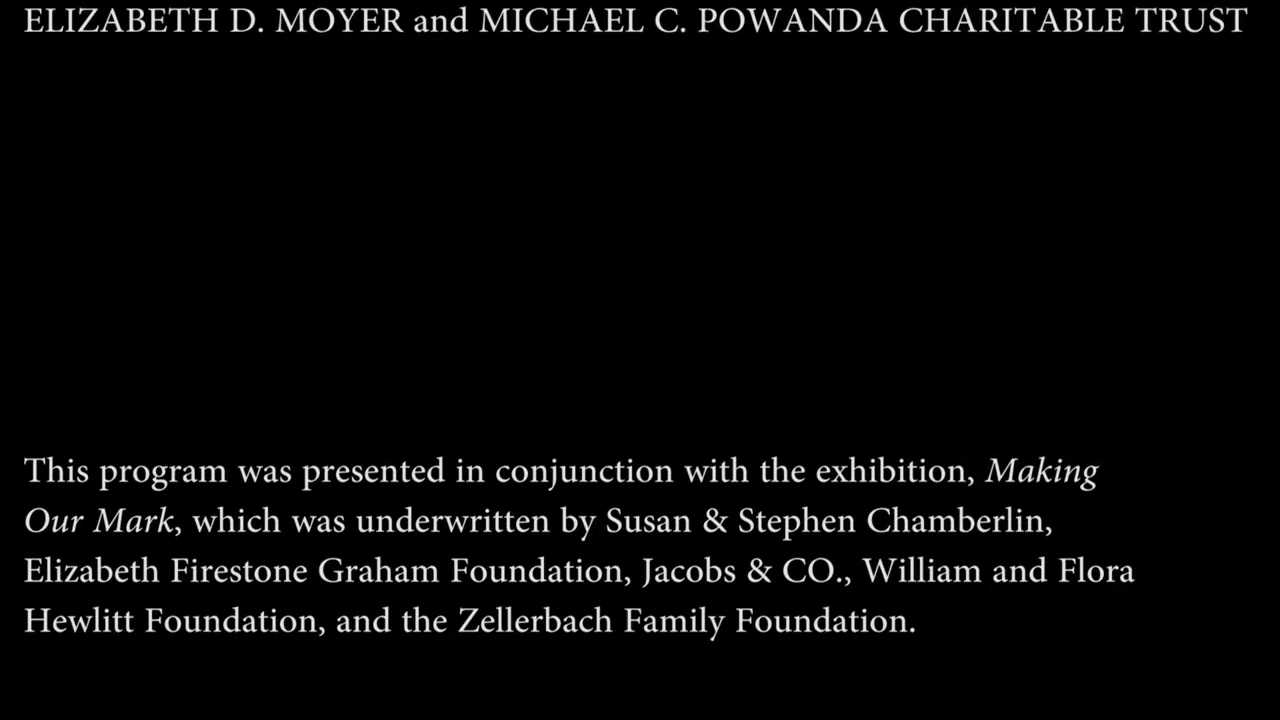 ELIZABETH D. MOYER and MICHAEL C. POWANDA CHARITABLE TRUST
This program was presented in conjunction with the exhibition, Making
Our Mark, which was underwritten by Susan & Stephen Chamberlin,
Elizabeth Firestone Graham Foundation, Jacobs & CO., William and Flora
Hewlitt Foundation, and the Zellerbach Family Foundation.